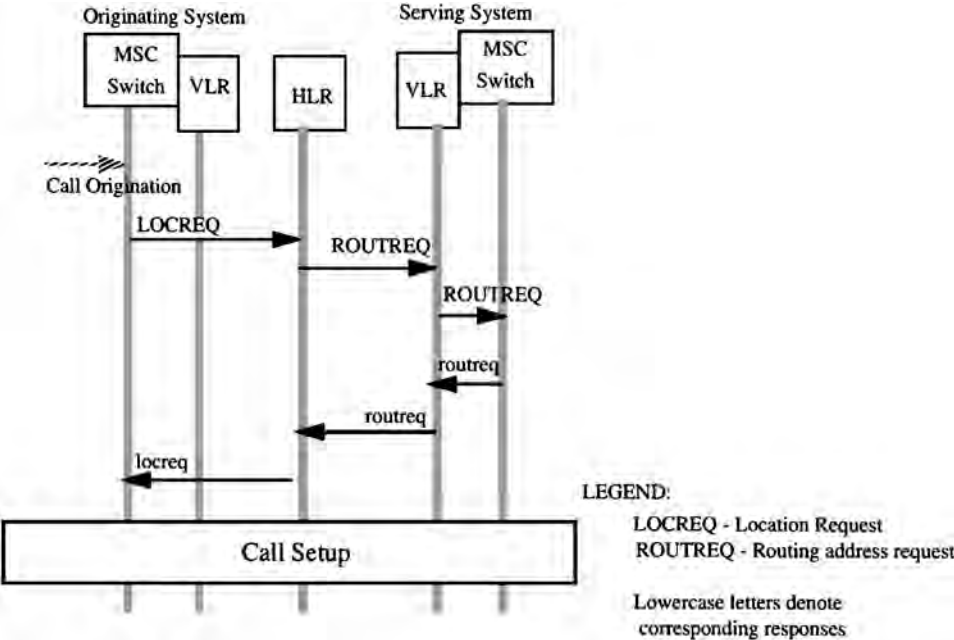 Originating System
Serving System
MSC
Switch
VLR
HLR
VLR
MSC
Switch
Call Origination
LOCREQ
ROUTREQ
ROUTREQ
routreq
routreq
locreq
Call Setup
LEGEND:
LOCREQ - Location Request
ROUTREQ - Routing address request
Lowercase letters denote
corresponding responses